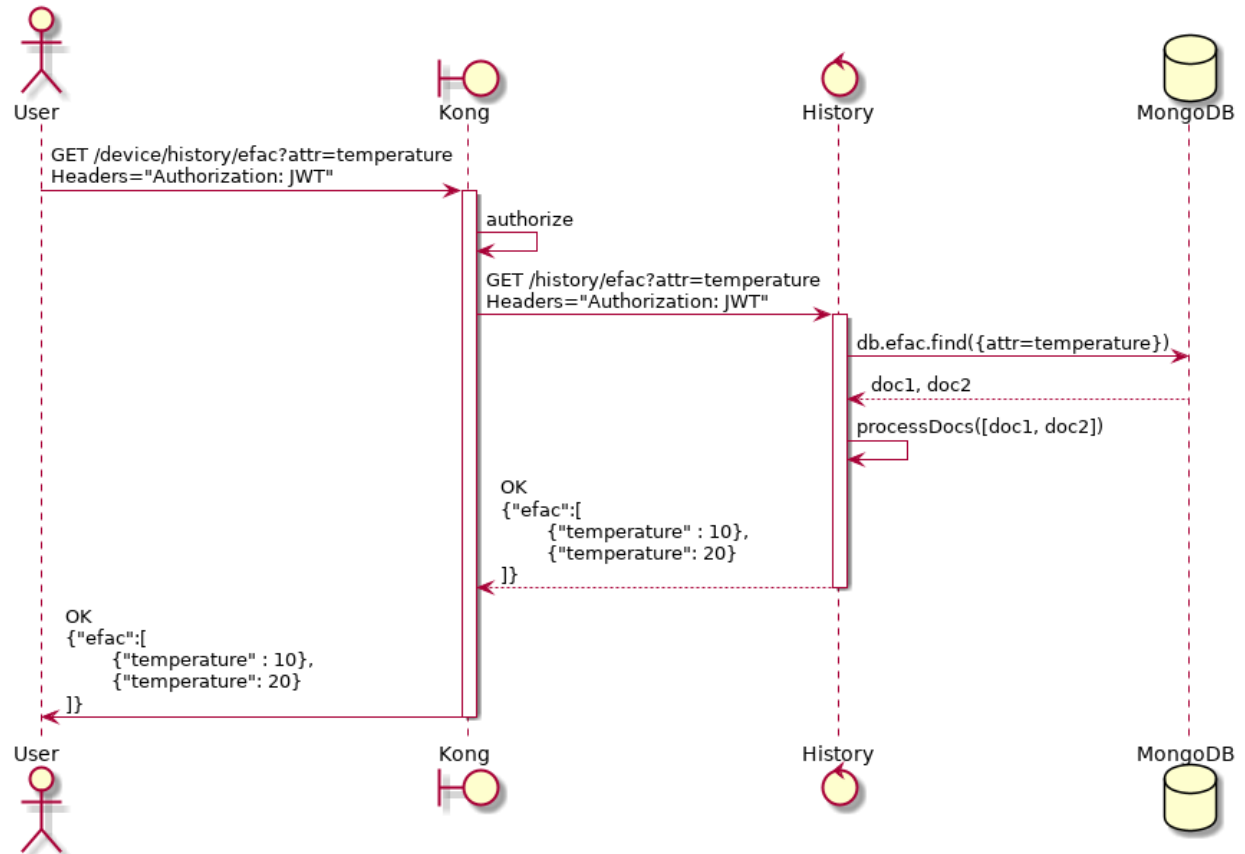 User
Kong
History
MongoDB
GET /device/history/efac?attr=temperature
Headers="Authorization: JWT"
authorize
GET /history/efac?attr=temperature
Headers="Authorization: JWT"
db.efac.find({attr=temperature})
doc1, doc2
processDocs([doc1, doc2])
OK
{"efac":[
{"temperature" : 10},
{"temperature": 20}
]}
OK
{"efac":[
{"temperature" : 10},
{"temperature": 20}
]}
User
Kong
History
MongoDB